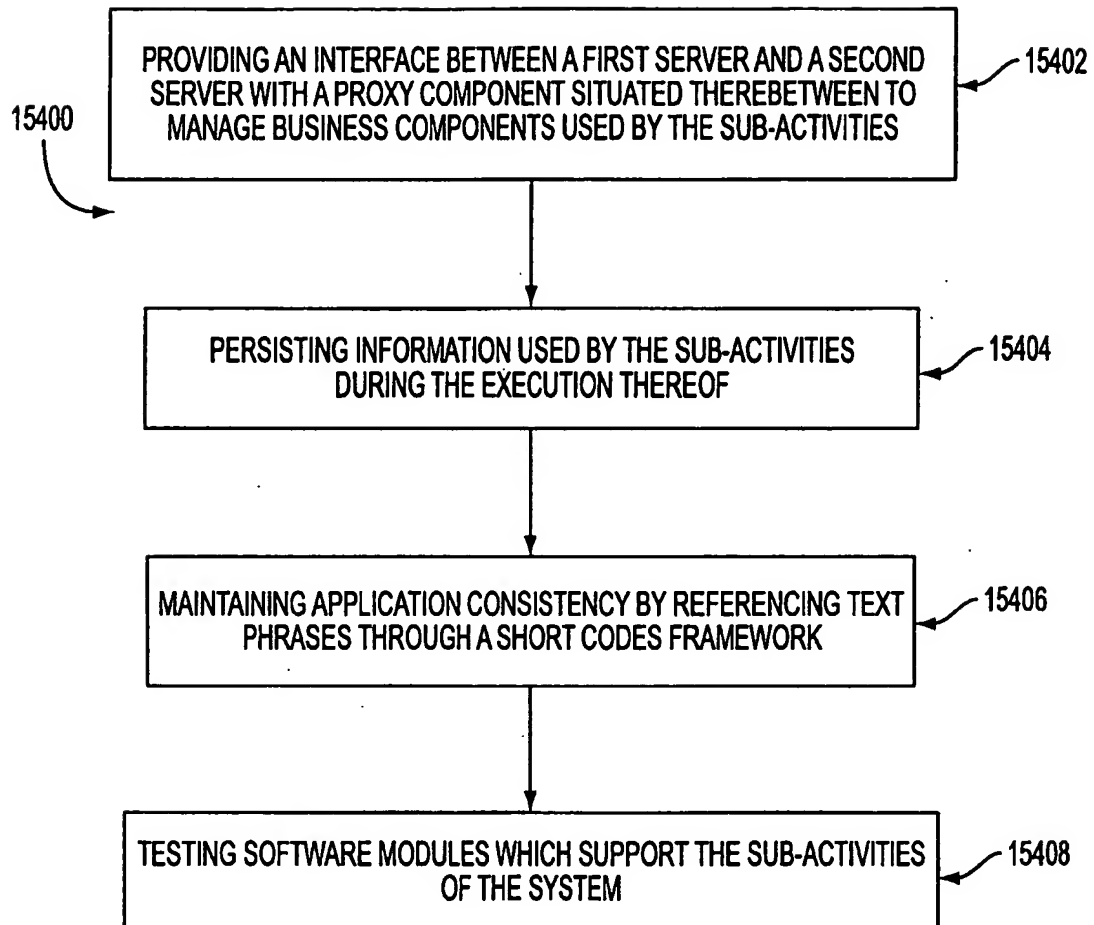 PROVIDING AN INTERFACE BETWEEN A FIRST SERVER AND A SECOND
SERVER WITH A PROXY COMPONENT SITUATED THEREBETWEEN TO
MANAGE BUSINESS COMPONENTS USED BY THE SUB-ACTIVITIES
15402
15400
PERSISTING INFORMATION USED BY THE SUB-ACTIVITIES
DURING THE EXECUTION THEREOF
15404
MAINTAINING APPLICATION CONSISTENCY BY REFERENCING TEXT
PHRASES THROUGH A SHORT CODES FRAMEWORK
15406
TESTING SOFTWARE MODULES WHICH SUPPORT THE SUB-ACTIVITIES
OF THE SYSTEM
15408